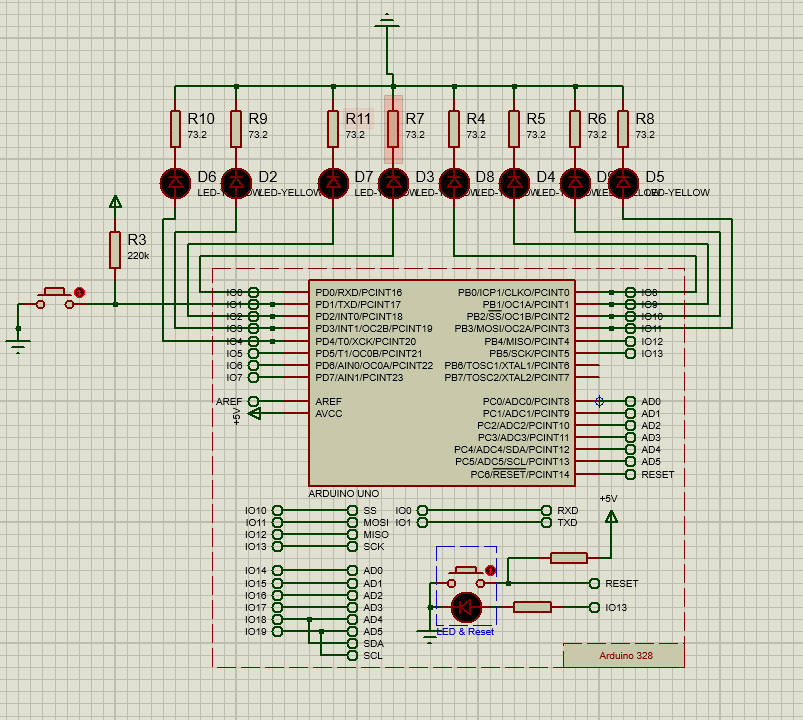 R10 R9 R11 R7 R4 R5 R6 R8
73.2 73.2 73.2 73.2 73.2 73.2 73.2 73.2
D6 D2 D7 D3 D8 D4 D9 D5
LED-YELLOW LED-YELLOW LED-YELLOW
R3
220k
IO0 PD0/RXD/PCINT16 PB0/ICP1/CLKO/PCINT0 IO8
IO1 PD1/TXD/PCINT17 PB1/OC1A/PCINT1 IO9
IO2 PD2/INT0/PCINT18 PB2/SS/OC1B/PCINT2 IO10
IO3 PD3/INT1/OC2B/PCINT19 PB3/MOSI/OC2A/PCINT3 IO11
IO4 PD4/T0/XCK/PCINT20 PB4/MISO/PCINT4 IO12
IO5 PD5/T1/OC0B/PCINT21 PB5/SCK/PCINT5 IO13
IO6 PD6/AIN0/OC0A/PCINT22 PB6/TOSC1/XTAL1/PCINT6
IO7 PD7/AIN1/PCINT23 PB7/TOSC2/XTAL2/PCINT7
AREF AREF PC0/ADC0/PCINT8 AD0
+5V AVCC PC1/ADC1/PCINT9 AD1
PC2/ADC2/PCINT10 AD2
PC3/ADC3/PCINT11 AD3
PC4/ADC4/SDA/PCINT12 AD4
PC5/ADC5/SCL/PCINT13 AD5
PC6/RESET/PCINT14 RESET
ARDUINO UNO
+5V
IO10 SS IO0 RXD
IO11 MOSI IO1 TXD
IO12 MISO
IO13 SCK
IO14 AD0
IO15 AD1 RESET
IO16 AD2
IO17 AD3 IO13
IO18 AD4
IO19 AD5 LED & Reset
SDA
SCL
Arduino 328